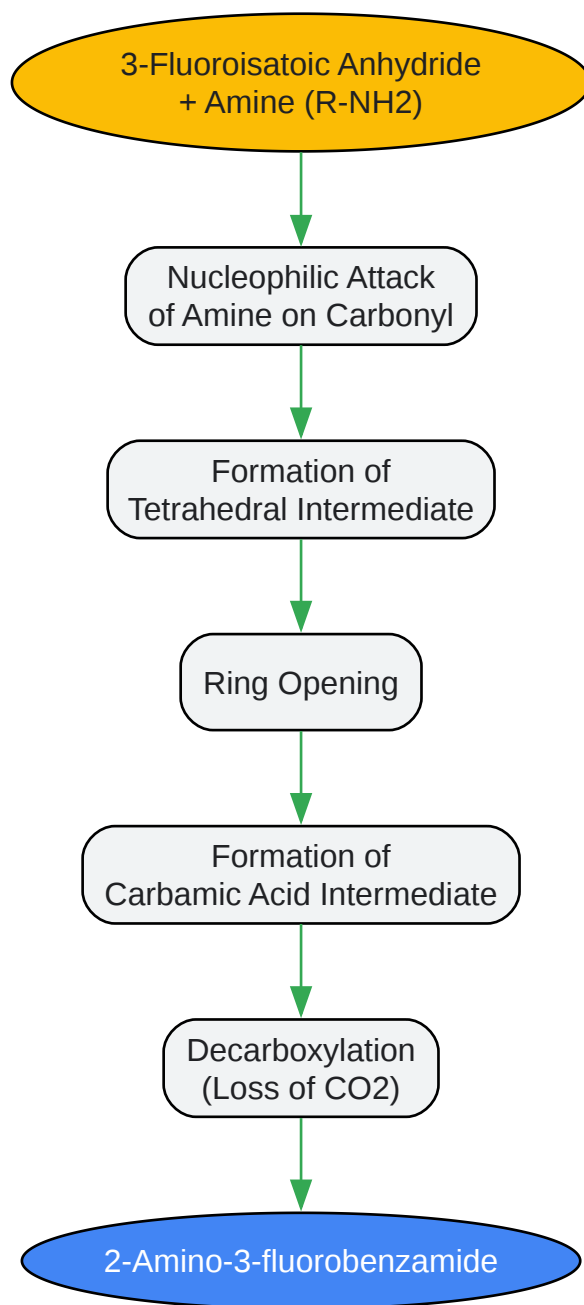 3-Fluoroisatoic Anhydride
+ Amine (R-NH2)
Nucleophilic Attack
of Amine on Carbonyl
Formation of
Tetrahedral Intermediate
Ring Opening
Formation of
Carbamic Acid Intermediate
Decarboxylation
(Loss of CO2)
2-Amino-3-fluorobenzamide